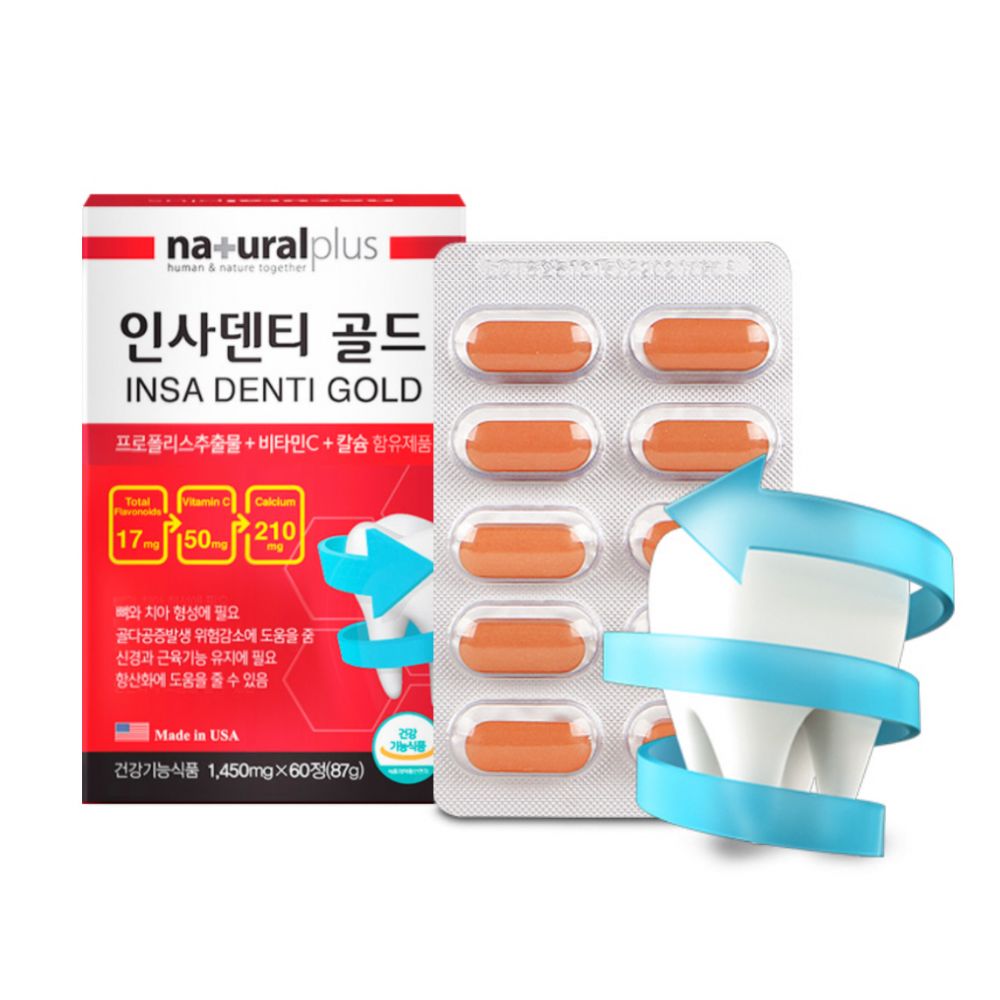 na+uralplus
human & nature together
인사덴티 골드
INSA DENTI GOLD
프로폴리스추출물 + 비타민C + 칼슘 함유제품
Total Flavonoids 17mg
Vitamin C 50mg
Calcium 210mg
뼈와 치아 형성에 필요
골다공증발생 위험감소에 도움을 줌
신경과 근육기능 유지에 필요
항산화에 도움을 줄 수 있음
Made in USA
건강
기능식품
건강기능식품 1,450mg×60정(87g)